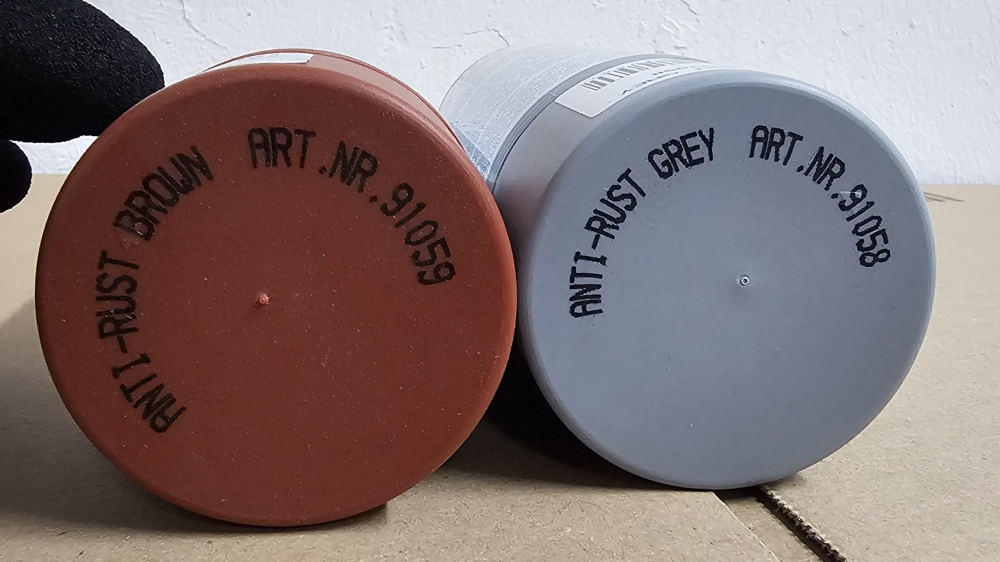 ANTI-RUST BROWN ART.NR.91059
ANTI-RUST GREY ART.NR.91058